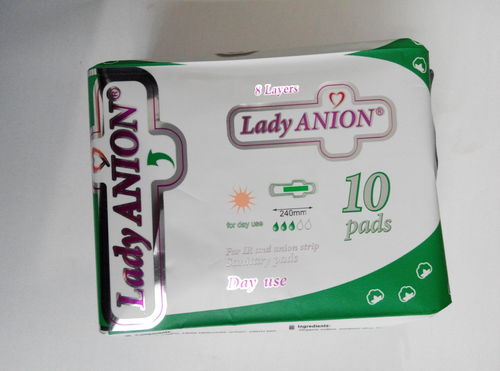 8 Layers
Lady ANION®
Lady ANION®
10
pads
240mm
for day use
Far IR and anion strip
Sanitary pads
Day use
Ingredients: